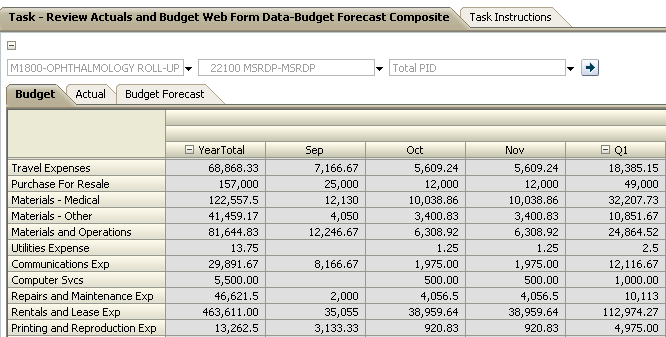 Task - Review Actuals and Budget Web Form Data-Budget Forecast Composite Task Instructions
M1800-OPHTHALMOLOGY ROLL-UP 22100 MSRDP-MSRDP Total PID
Budget Actual Budget Forecast
YearTotal Sep Oct Nov Q1
Travel Expenses 68,868.33 7,166.67 5,609.24 5,609.24 18,385.15
Purchase For Resale 157,000 25,000 12,000 12,000 49,000
Materials - Medical 122,557.5 12,130 10,038.86 10,038.86 32,207.73
Materials - Other 41,459.17 4,050 3,400.83 3,400.83 10,851.67
Materials and Operations 81,644.83 12,246.67 6,308.92 6,308.92 24,864.52
Utilities Expense 13.75 1.25 1.25 2.5
Communications Exp 29,891.67 8,166.67 1,975.00 1,975.00 12,116.67
Computer Svcs 5,500.00 500.00 500.00 1,000.00
Repairs and Maintenance Exp 46,621.5 2,000 4,056.5 4,056.5 10,113
Rentals and Lease Exp 463,611.00 35,055 38,959.64 38,959.64 112,974.27
Printing and Reproduction Exp 13,262.5 3,133.33 920.83 920.83 4,975.00